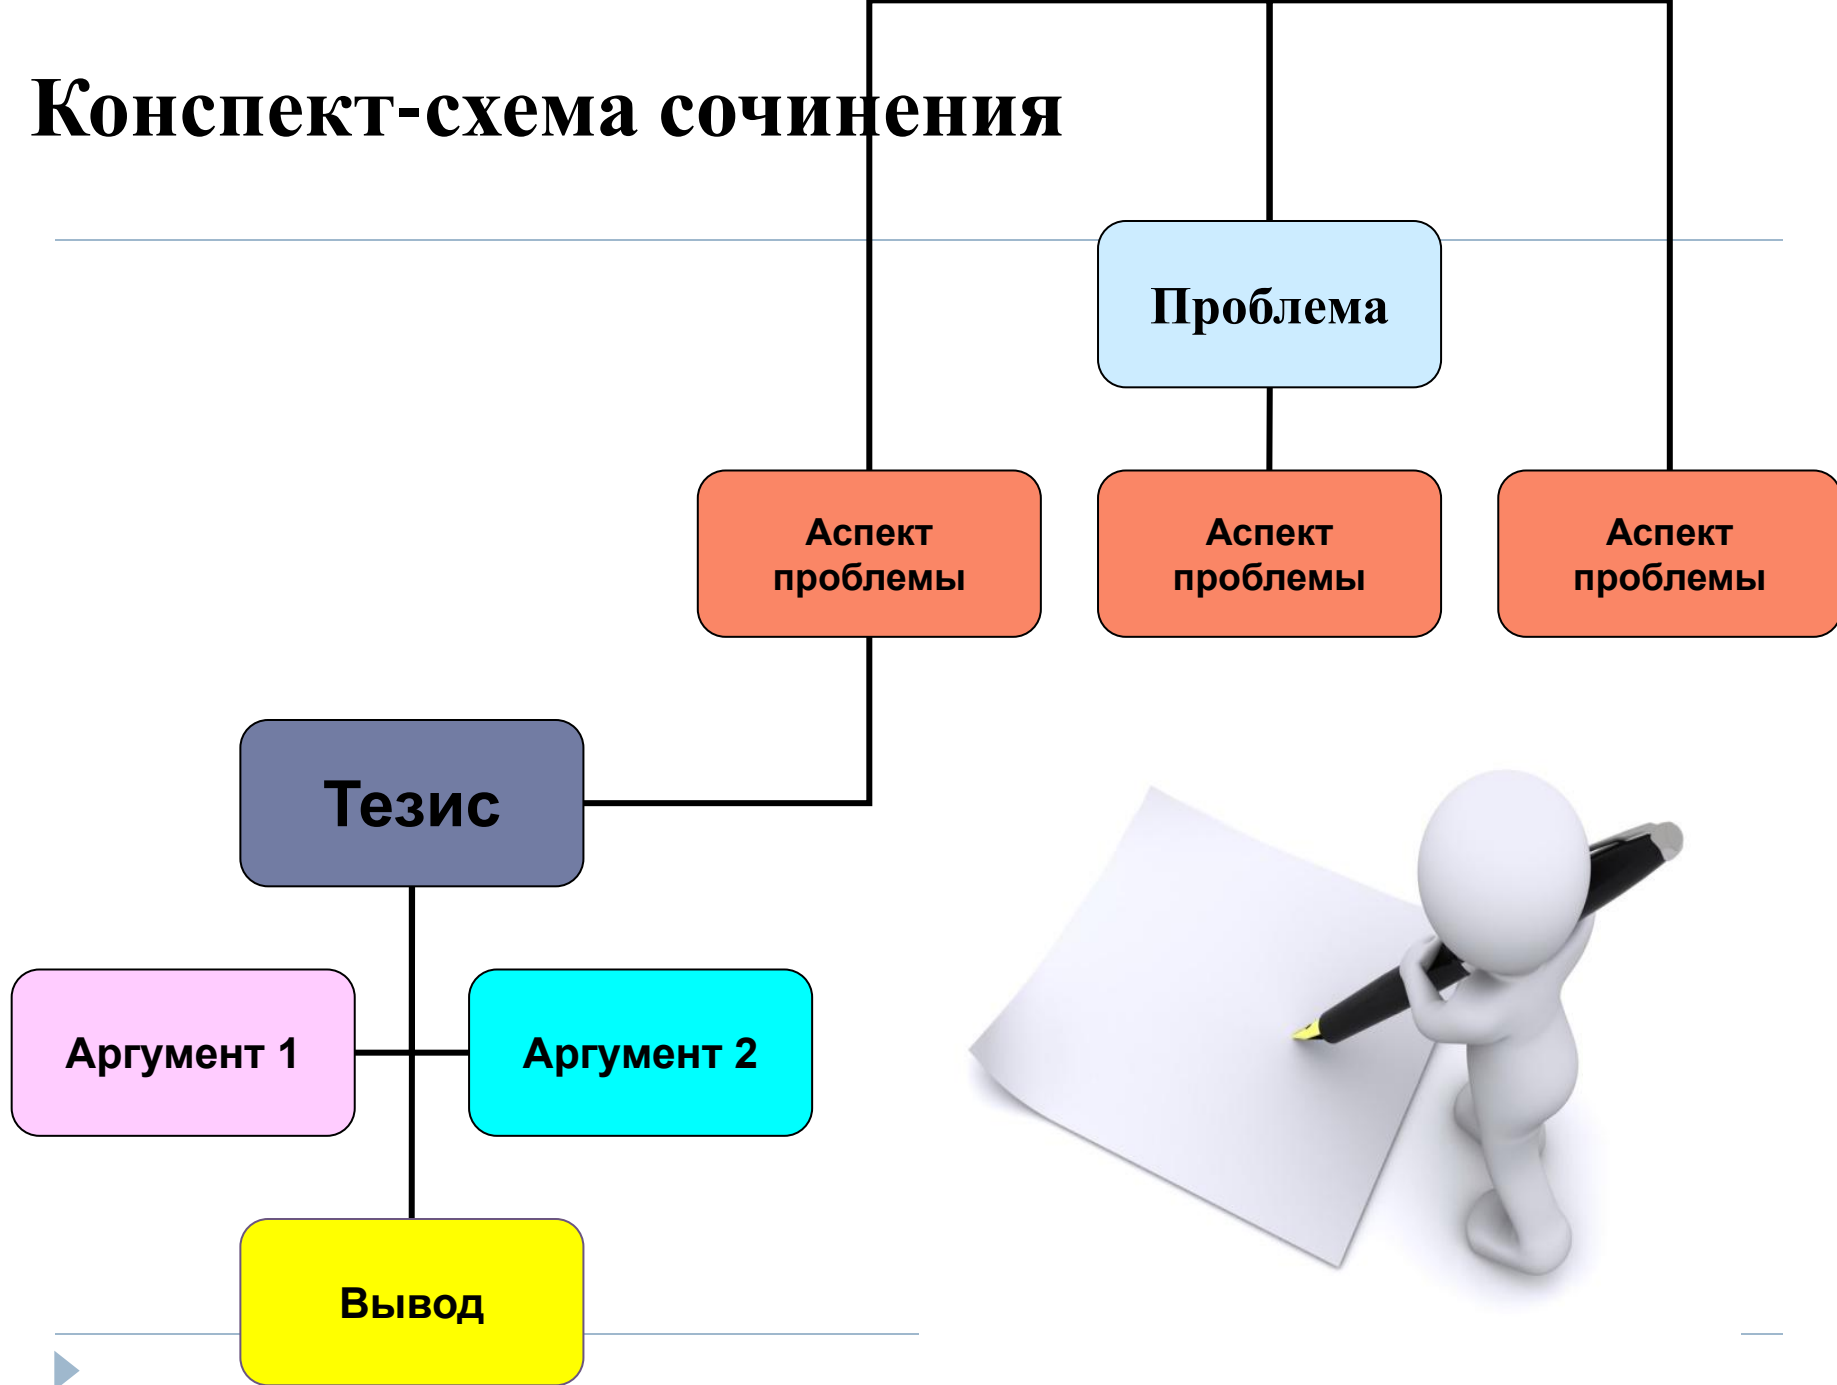 Конспект-схема сочинения
Проблема
Аспект
проблемы
Аспект
проблемы
Аспект
проблемы
Тезис
Аргумент 1
Аргумент 2
Вывод